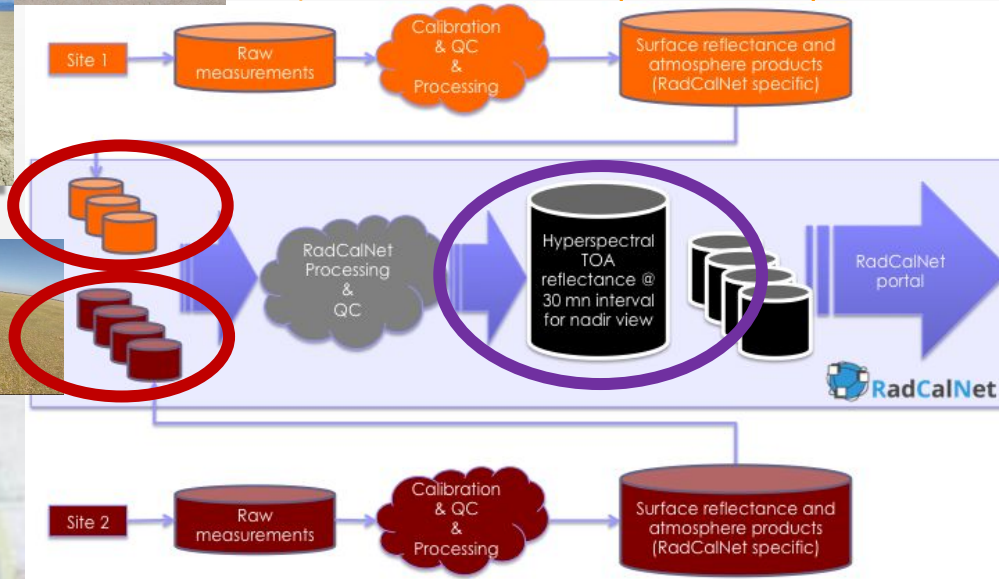 Site 1
Raw
measurements
Calibration
& QC
&
Processing
Surface reflectance and
atmosphere products
(RadCalNet specific)
RadCalNet
Processing
&
QC
Hyperspectral
TOA
reflectance @
30 mn interval
for nadir view
RadCalNet
portal
RadCalNet
Site 2
Raw
measurements
Calibration
& QC
&
Processing
Surface reflectance and
atmosphere products
(RadCalNet specific)